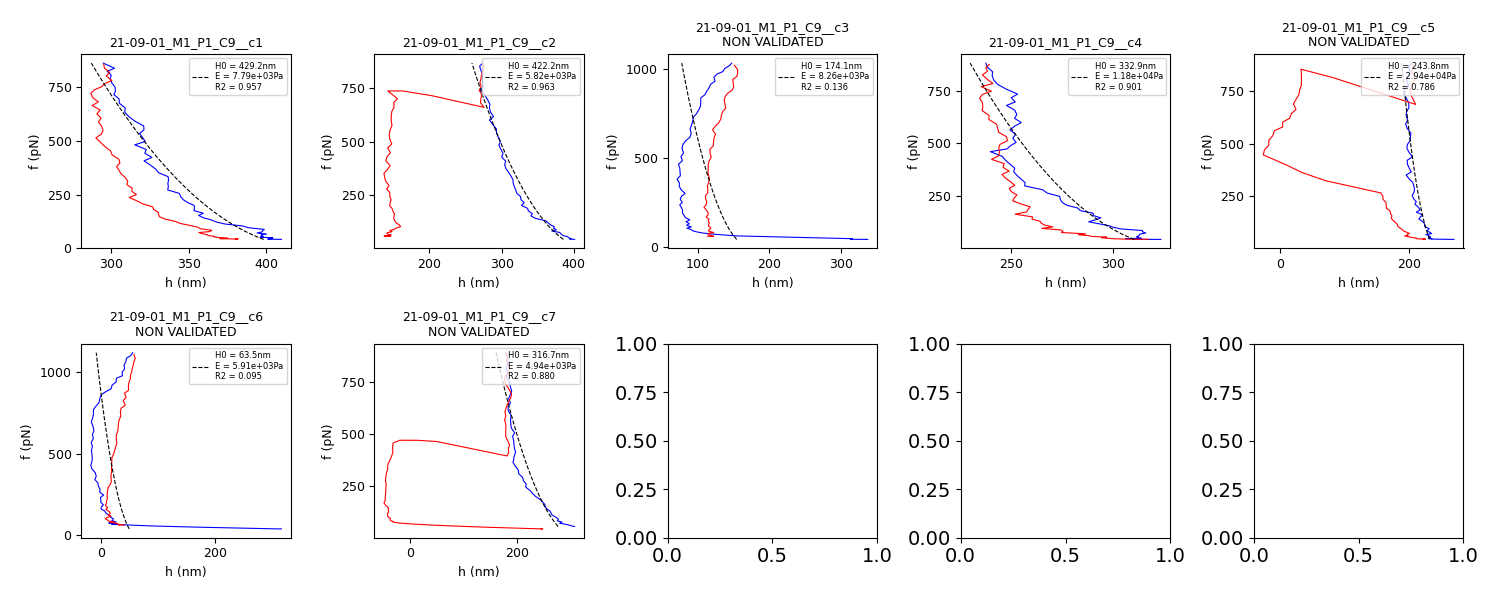 21-09-01_M1_P1_C9__c1
H0 = 429.2nm
E = 7.79e+03Pa
R2 = 0.957
f (pN)
750
500
250
0
300
350
400
h (nm)
21-09-01_M1_P1_C9__c2
H0 = 422.2nm
E = 5.82e+03Pa
R2 = 0.963
f (pN)
750
500
250
200
300
400
h (nm)
21-09-01_M1_P1_C9__c3
NON VALIDATED
H0 = 174.1nm
E = 8.26e+03Pa
R2 = 0.136
f (pN)
1000
500
0
100
200
300
h (nm)
21-09-01_M1_P1_C9__c4
H0 = 332.9nm
E = 1.18e+04Pa
R2 = 0.901
f (pN)
750
500
250
250
300
h (nm)
21-09-01_M1_P1_C9__c5
NON VALIDATED
H0 = 243.8nm
E = 2.94e+04Pa
R2 = 0.786
f (pN)
750
500
250
0
200
h (nm)
21-09-01_M1_P1_C9__c6
NON VALIDATED
H0 = 63.5nm
E = 5.91e+03Pa
R2 = 0.095
f (pN)
1000
500
0
0
200
h (nm)
21-09-01_M1_P1_C9__c7
NON VALIDATED
H0 = 316.7nm
E = 4.94e+03Pa
R2 = 0.880
f (pN)
750
500
250
0
200
h (nm)
1.00
0.75
0.50
0.25
0.00
0.0
0.5
1.0
1.00
0.75
0.50
0.25
0.00
0.0
0.5
1.0
1.00
0.75
0.50
0.25
0.00
0.0
0.5
1.0